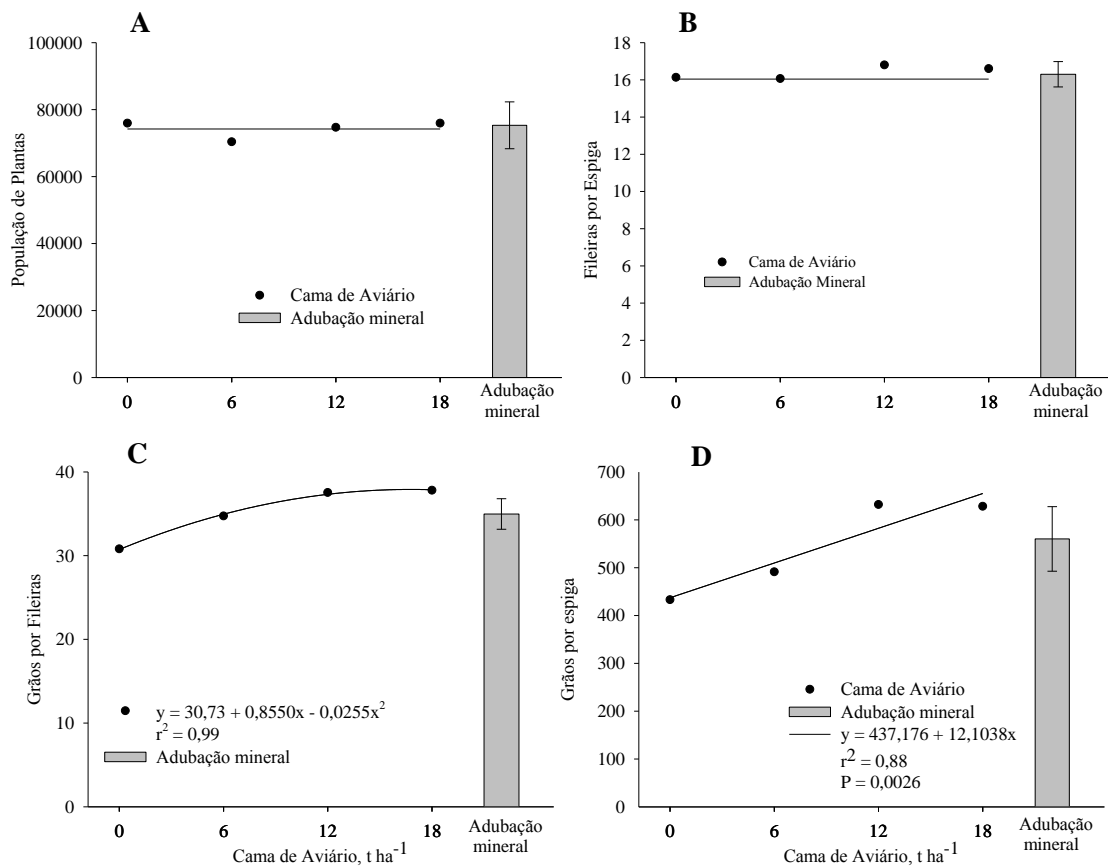 A
100000
80000
60000
40000
20000
0
População de Plantas
Cama de Aviário
Adubação mineral
0 6 12 18 Adubação
mineral
B
18
16
14
12
10
8
6
4
2
0
Fileiras por Espiga
Cama de Aviário
Adubação Mineral
0 6 12 18 Adubação
mineral
C
40
30
20
10
0
Grãos por Fileiras
y = 30,73 + 0,8550x - 0,0255x²
r² = 0,99
Adubação mineral
0 6 12 18 Adubação
mineral
Cama de Aviário, t ha⁻¹
D
700
600
500
400
300
200
100
0
Grãos por espiga
Cama de Aviário
Adubação mineral
y = 437,176 + 12,1038x
r² = 0,88
P = 0,0026
0 6 12 18 Adubação
mineral
Cama de Aviário, t ha⁻¹